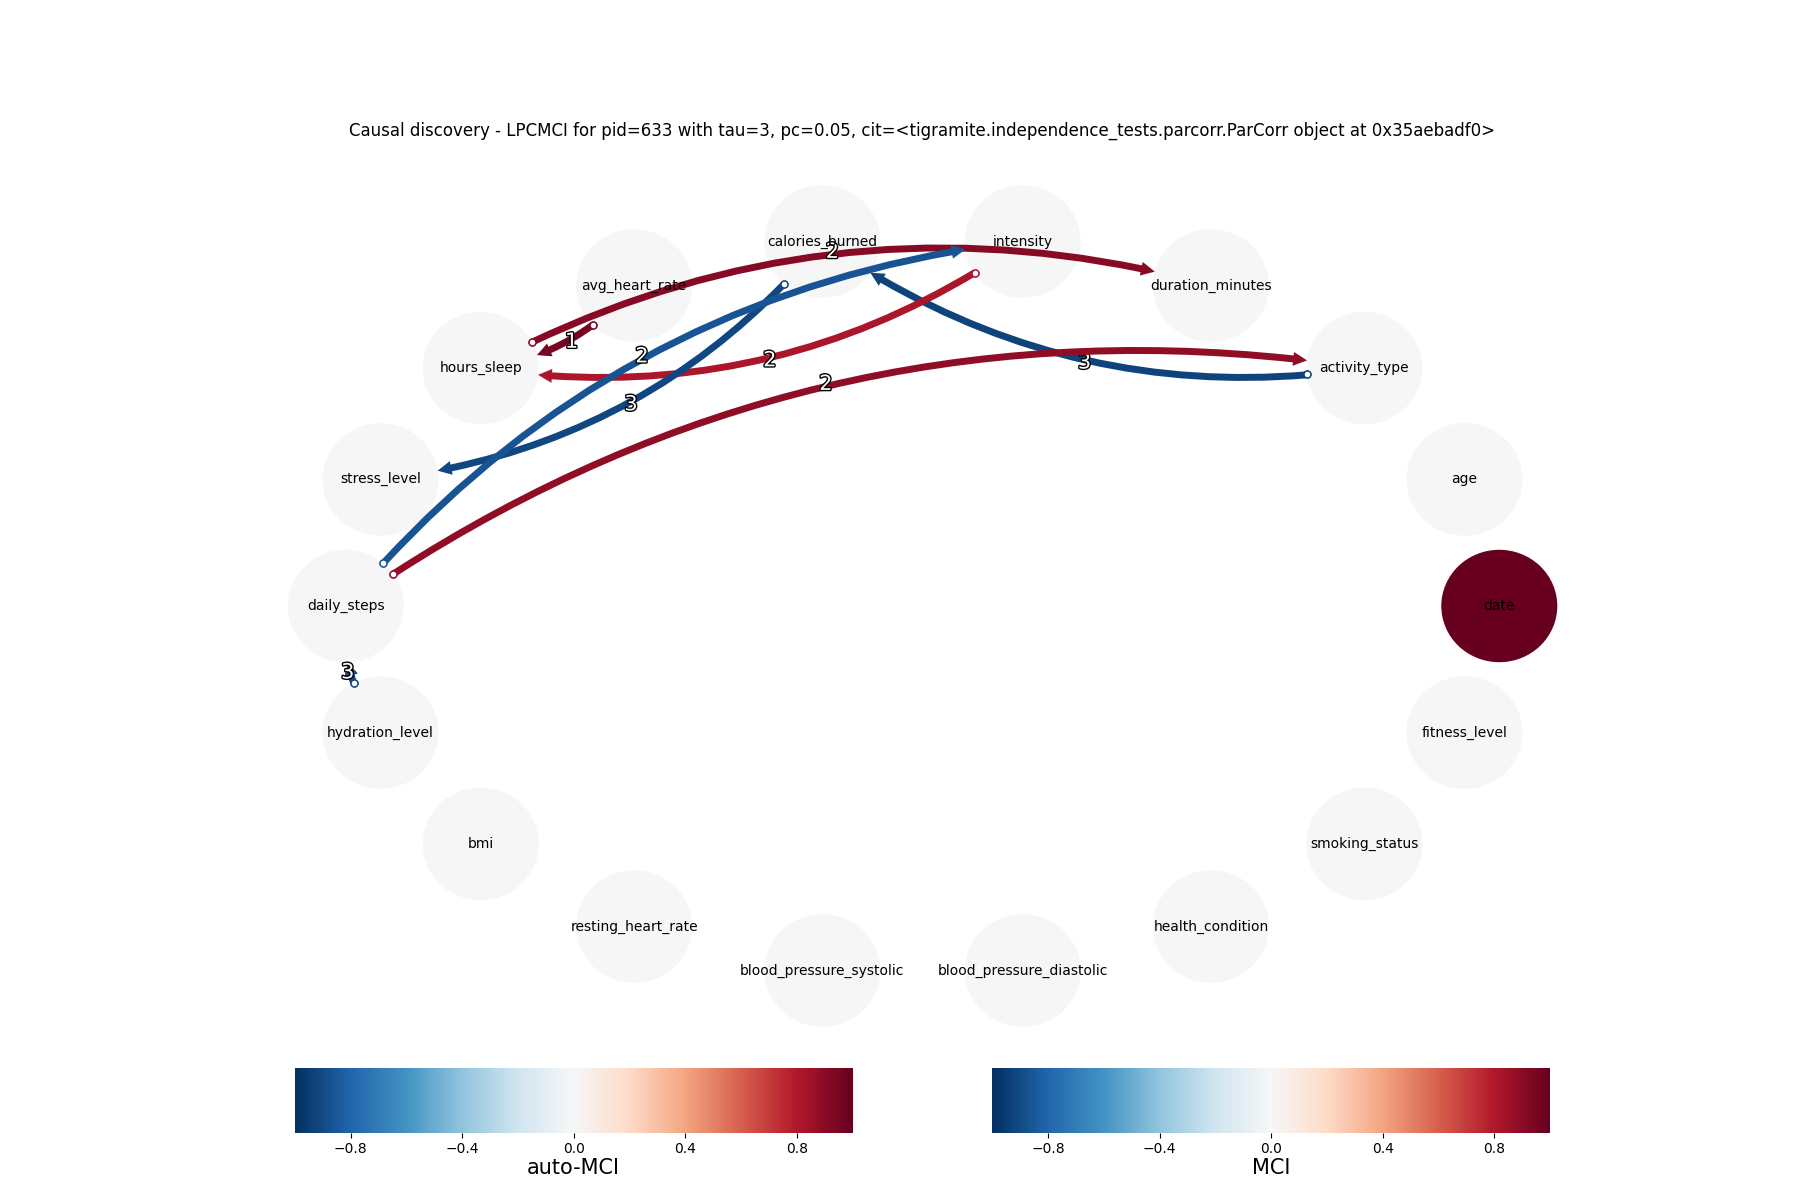 Causal discovery - LPCMCI for pid=633 with tau=3, pc=0.05, cit=<tigramite.independence_tests.parcorr.ParCorr object at 0x35aebadf0>
calories_burned
intensity
2
avg_heart_rate
duration_minutes
1
2
2
3
hours_sleep
activity_type
2
3
stress_level
age
daily_steps
date
3
hydration_level
fitness_level
bmi
smoking_status
resting_heart_rate
health_condition
blood_pressure_systolic
blood_pressure_diastolic
−0.8 −0.4 0.0 0.4 0.8
auto-MCI
−0.8 −0.4 0.0 0.4 0.8
MCI